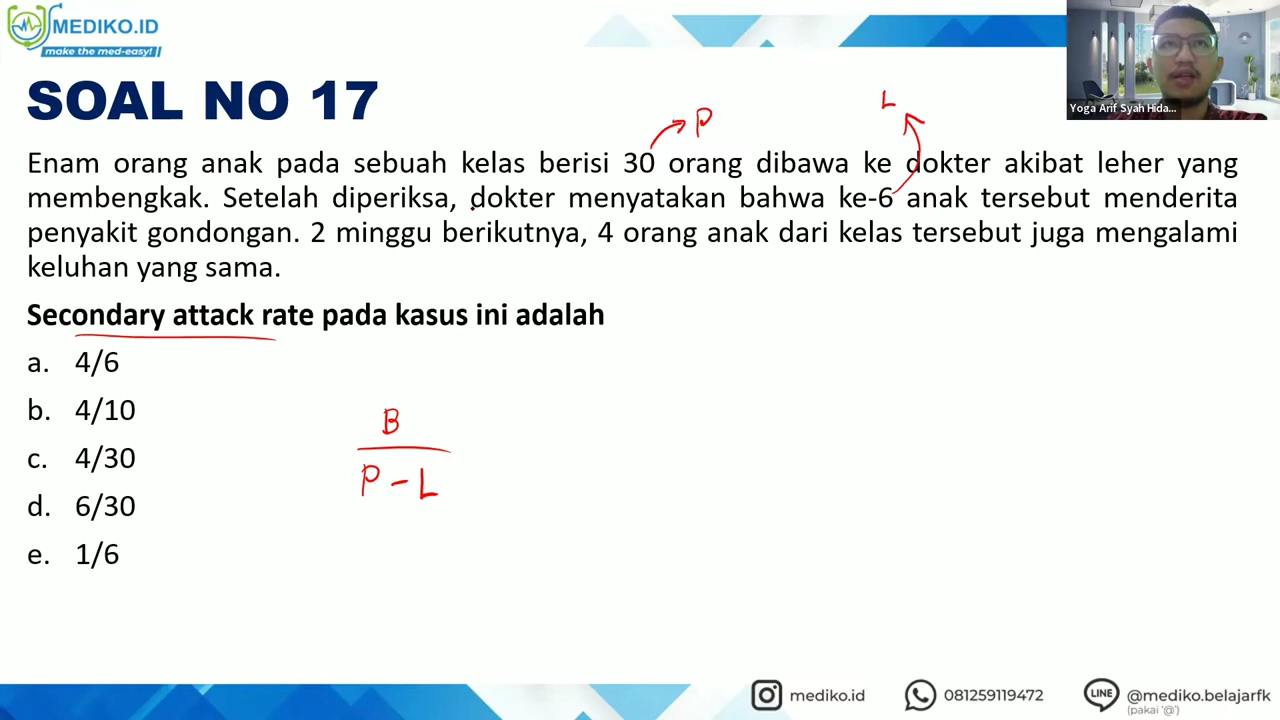 MEDIKO.ID
make the med-easy!
Yoga Arif Syah Hida...
SOAL NO 17
P
L
Enam orang anak pada sebuah kelas berisi 30 orang dibawa ke dokter akibat leher yang
membengkak. Setelah diperiksa, dokter menyatakan bahwa ke-6 anak tersebut menderita
penyakit gondongan. 2 minggu berikutnya, 4 orang anak dari kelas tersebut juga mengalami
keluhan yang sama.
Secondary attack rate pada kasus ini adalah
a. 4/6
b. 4/10
c. 4/30
d. 6/30
e. 1/6
B
P - L
mediko.id
081259119472
LINE
@mediko.belajarfk
(pakai '@')